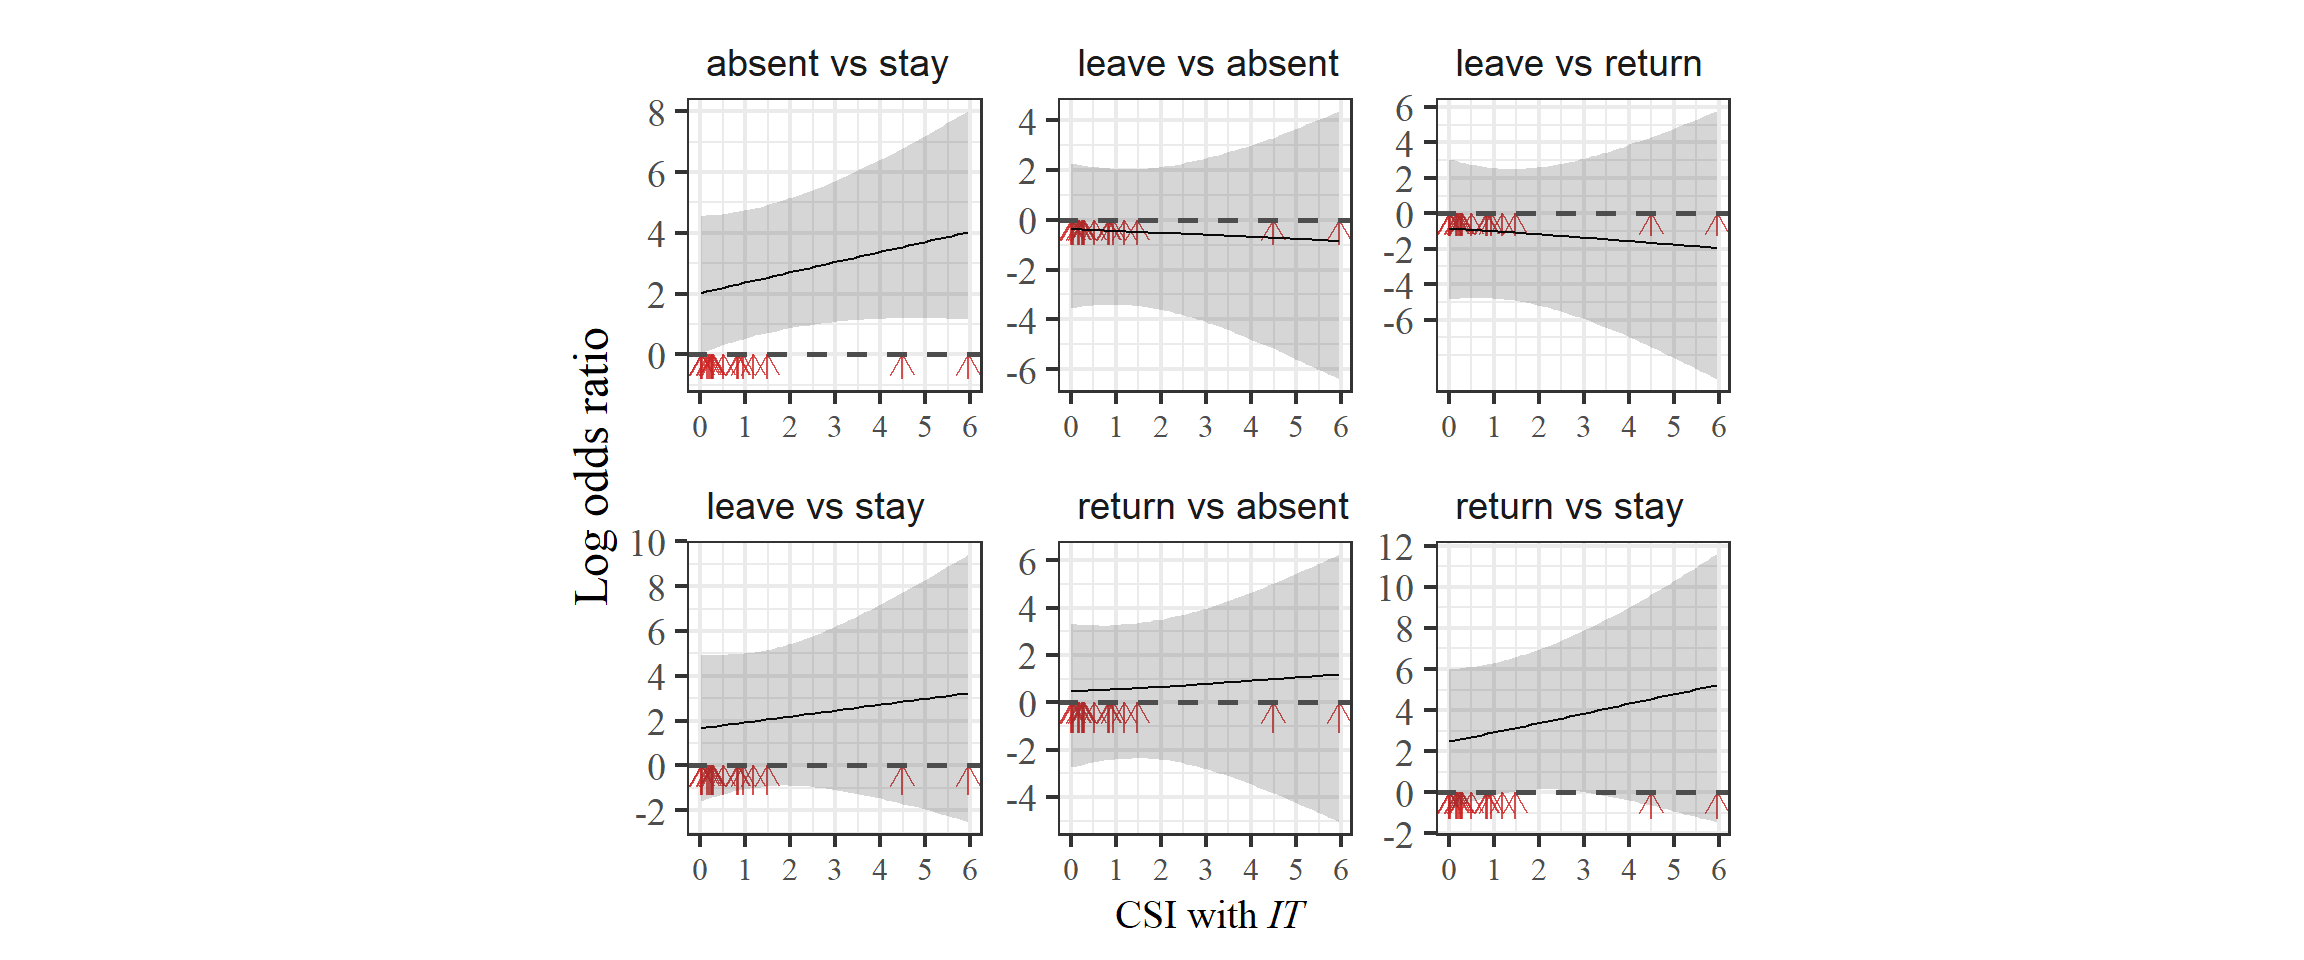 absent vs stay
leave vs absent
leave vs return
8
6
4
2
0
4
2
0
-2
-4
-6
6
4
2
0
-2
-4
-6
0 1 2 3 4 5 6
0 1 2 3 4 5 6
0 1 2 3 4 5 6
Log odds ratio
leave vs stay
return vs absent
return vs stay
10
8
6
4
2
0
-2
6
4
2
0
-2
-4
12
10
8
6
4
2
0
-2
0 1 2 3 4 5 6
0 1 2 3 4 5 6
0 1 2 3 4 5 6
CSI with IT